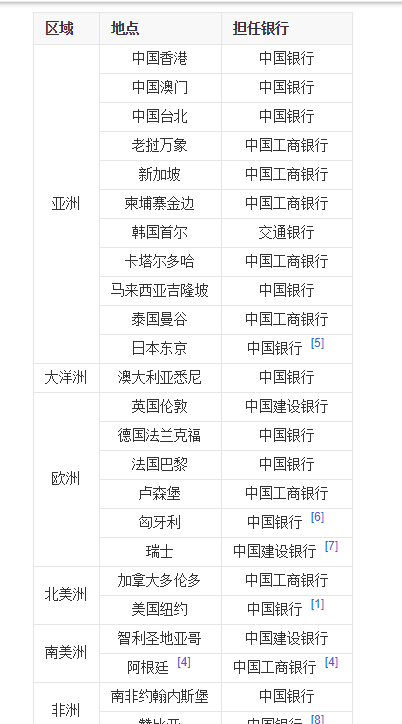 区域 地点 担任银行
亚洲
中国香港 中国银行
中国澳门 中国银行
中国台北 中国银行
老挝万象 中国工商银行
新加坡 中国工商银行
柬埔寨金边 中国工商银行
韩国首尔 交通银行
卡塔尔多哈 中国工商银行
马来西亚吉隆坡 中国银行
泰国曼谷 中国工商银行
日本东京 中国银行 [5]
大洋洲 澳大利亚悉尼 中国银行
欧洲
英国伦敦 中国建设银行
德国法兰克福 中国银行
法国巴黎 中国银行
卢森堡 中国工商银行
匈牙利 中国银行 [6]
瑞士 中国建设银行 [7]
北美洲
加拿大多伦多 中国工商银行
美国纽约 中国银行 [1]
南美洲
智利圣地亚哥 中国建设银行
阿根廷 [4] 中国工商银行 [4]
非洲
南非约翰内斯堡 中国银行
赞比亚 中国银行 [8]